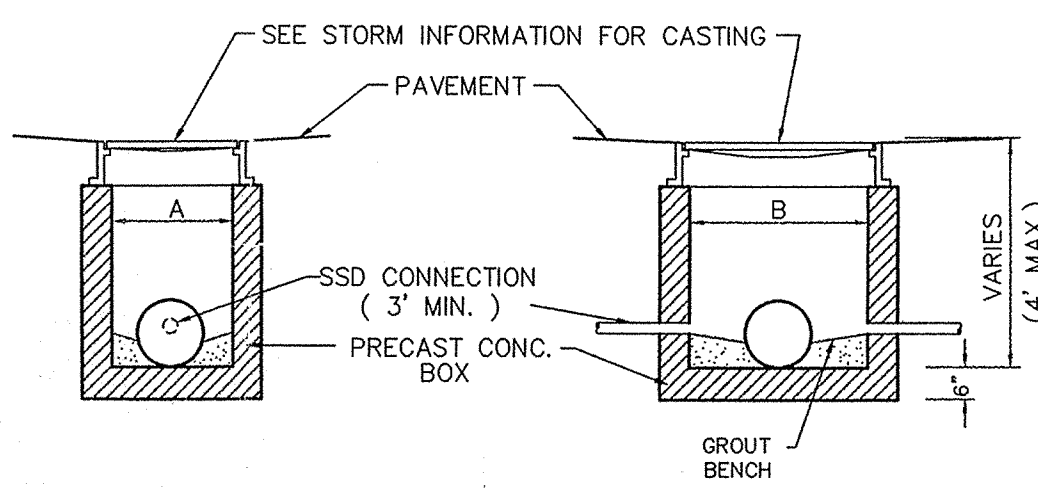 SEE STORM INFORMATION FOR CASTING
PAVEMENT
A
B
SSD CONNECTION
( 3' MIN. )
PRECAST CONC.
BOX
VARIES
(4' MAX)
6"
GROUT
BENCH